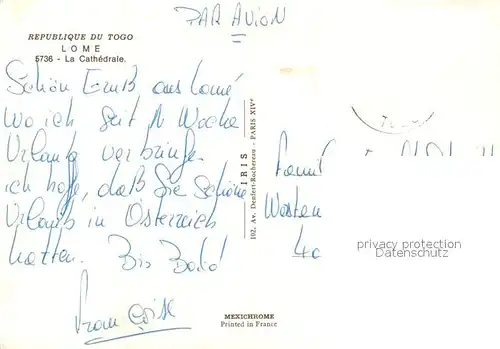 PAR AVION
REPUBLIQUE DU TOGO
LOME
5736 - La Cathédrale.
Schön Gruß aus Lomé
wo ich seit 1 Woche
Urlaub verbringe.
ich hoffe, daß Sie schöne
Urlaub in Österreich
hatten. Bis Bald!
Françoise
IRIS
102, Av. Denfert-Rochereau - PARIS XIVe
MEXICHROME
Printed in France
Westen
privacy protection
Datenschutz